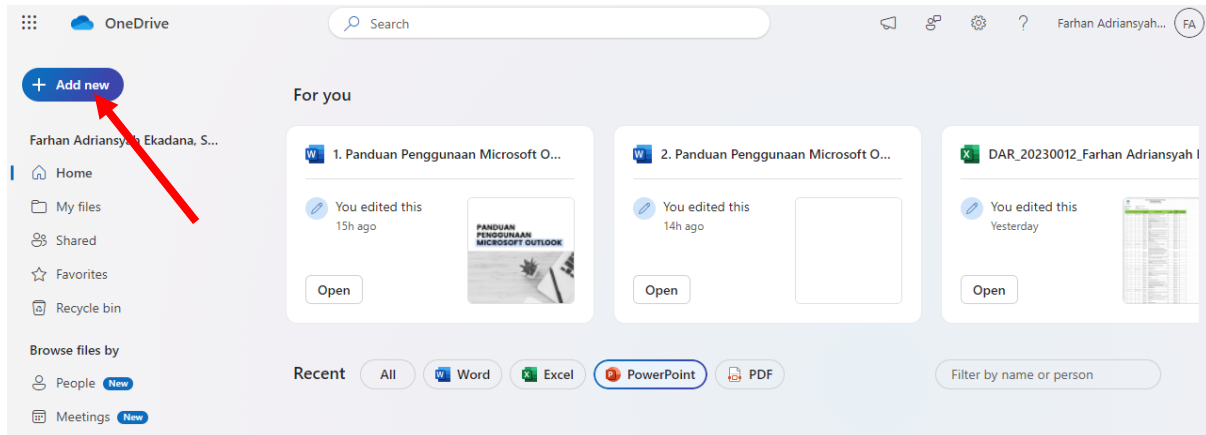 OneDrive
Search
Farhan Adriansyah...
FA
+ Add new
For you
Farhan Adriansyah Ekadana, S...
Home
My files
Shared
Favorites
Recycle bin
Browse files by
People New
Meetings New
1. Panduan Penggunaan Microsoft O...
You edited this
15h ago
PANDUAN
PENGGUNAAN
MICROSOFT OUTLOOK
Open
2. Panduan Penggunaan Microsoft O...
You edited this
14h ago
Open
DAR_20230012_Farhan Adriansyah
You edited this
Yesterday
Open
Recent
All
Word
Excel
PowerPoint
PDF
Filter by name or person